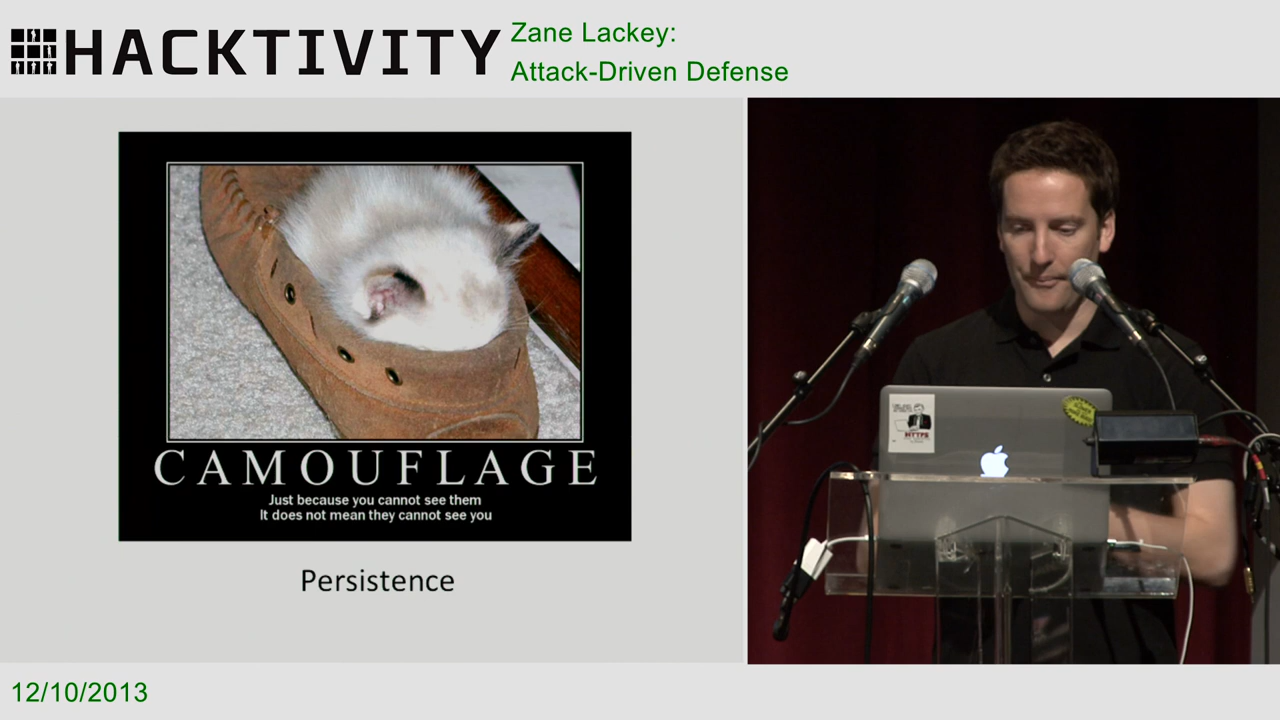 HACKTIVITY
Zane Lackey:
Attack-Driven Defense
CAMOUFLAGE
Just because you cannot see them
It does not mean they cannot see you
Persistence
HTTPS
12/10/2013